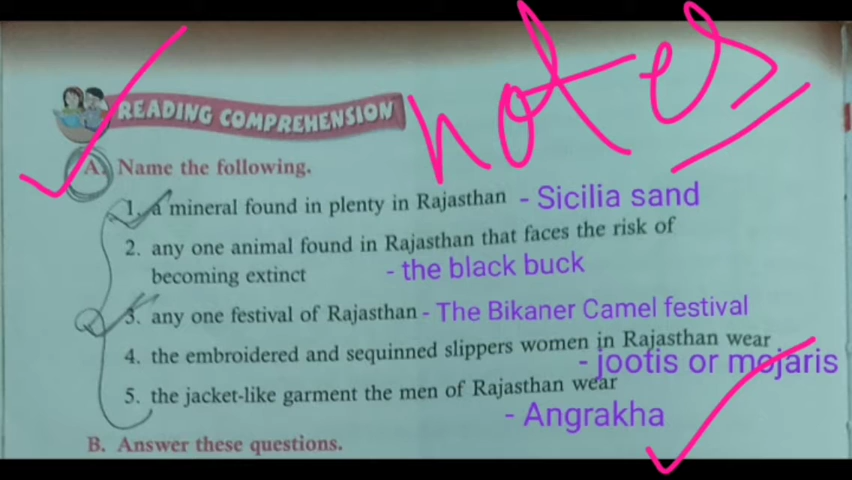 notes
READING COMPREHENSION
A. Name the following.
1. a mineral found in plenty in Rajasthan - Sicilia sand
2. any one animal found in Rajasthan that faces the risk of
becoming extinct - the black buck
3. any one festival of Rajasthan - The Bikaner Camel festival
4. the embroidered and sequinned slippers women in Rajasthan wear
- jootis or mojaris
5. the jacket-like garment the men of Rajasthan wear
- Angrakha
B. Answer these questions.